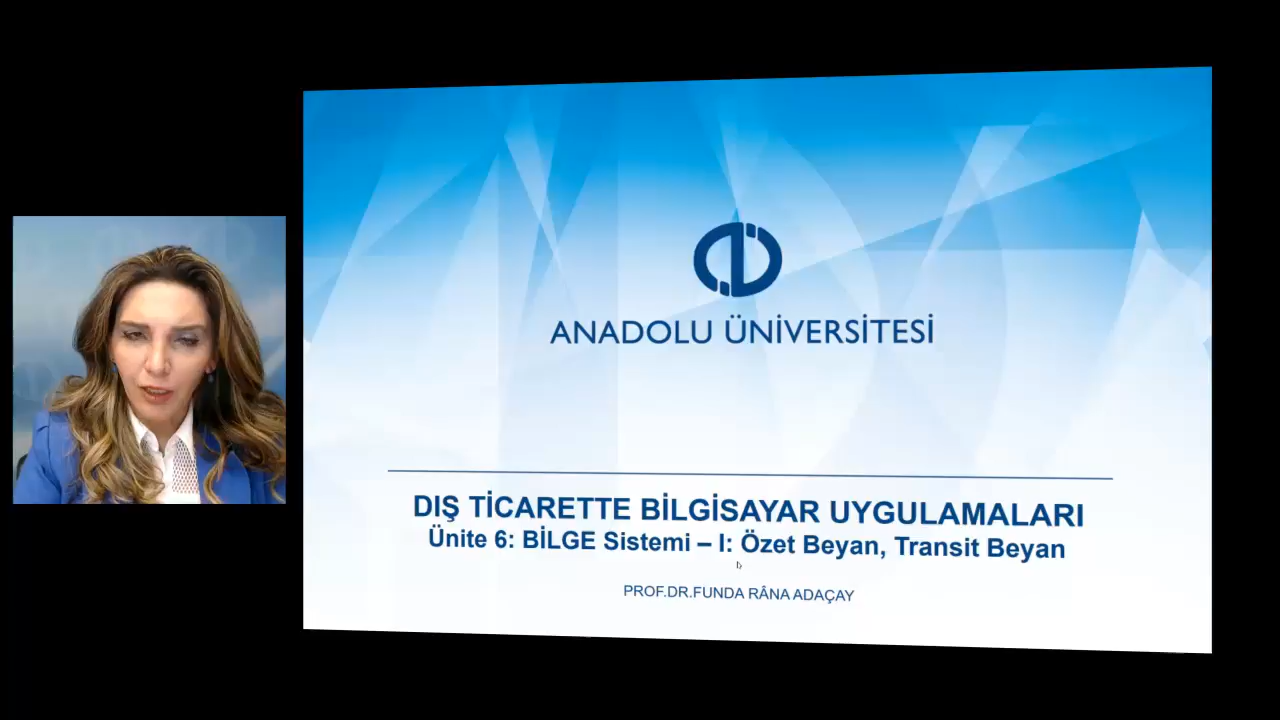 ANADOLU ÜNİVERSİTESİ
DIŞ TİCARETTE BİLGİSAYAR UYGULAMALARI
Ünite 6: BİLGE Sistemi – I: Özet Beyan, Transit Beyan
PROF.DR.FUNDA RÂNA ADAÇAY